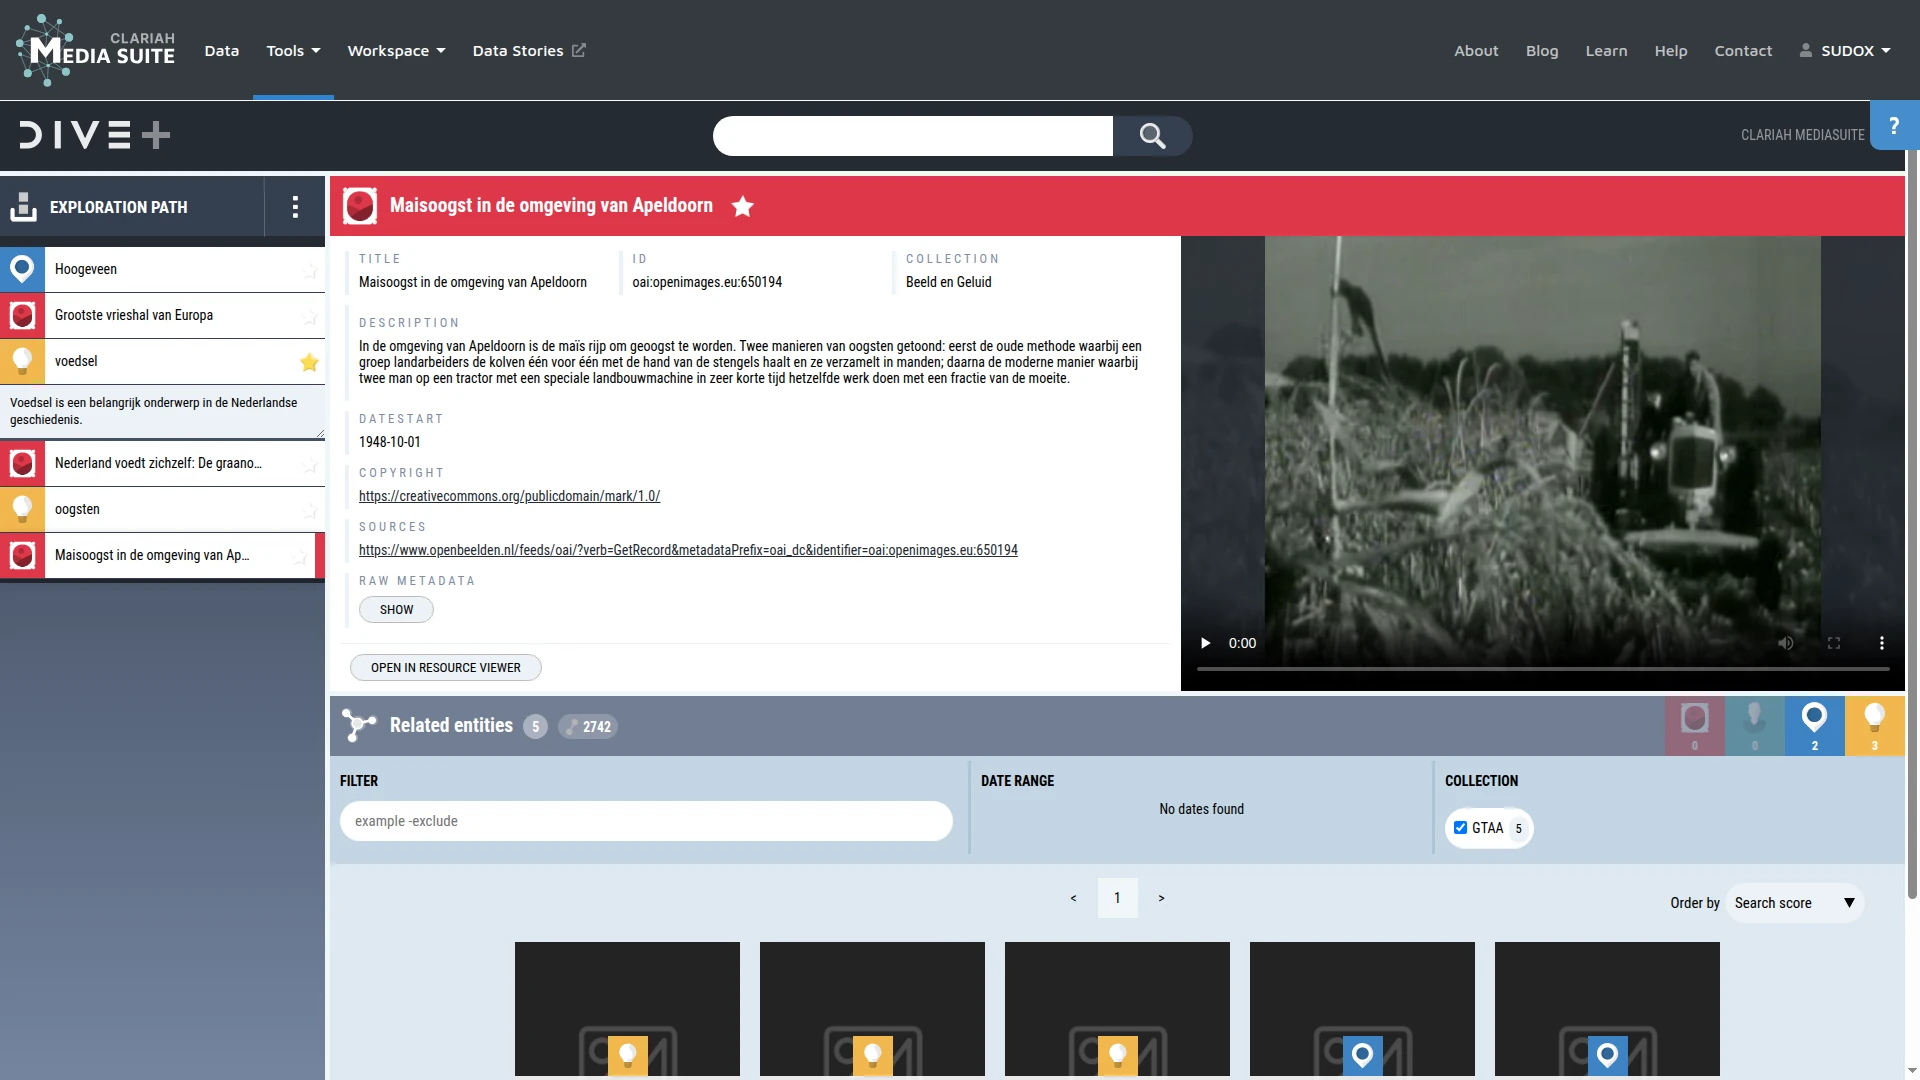 CLARIAH
MEDIA SUITE
Data
Tools
Workspace
Data Stories
About
Blog
Learn
Help
Contact
SUDOX
DIVE+
CLARIAH MEDIASUITE
?
EXPLORATION PATH
Hoogeveen
Grootste vrieshal van Europa
voedsel
Voedsel is een belangrijk onderwerp in de Nederlandse
geschiedenis.
Nederland voedt zichzelf: De graano...
oogsten
Maisoogst in de omgeving van Ap...
Maisoogst in de omgeving van Apeldoorn
TITLE
Maisoogst in de omgeving van Apeldoorn
ID
oai:openimages.eu:650194
COLLECTION
Beeld en Geluid
DESCRIPTION
In de omgeving van Apeldoorn is de maïs rijp om geoogst te worden. Twee manieren van oogsten getoond: eerst de oude methode waarbij een
groep landarbeiders de kolven één voor één met de hand van de stengels haalt en ze verzamelt in manden; daarna de moderne manier waarbij
twee man op een tractor met een speciale landbouwmachine in zeer korte tijd hetzelfde werk doen met een fractie van de moeite.
DATESTART
1948-10-01
COPYRIGHT
https://creativecommons.org/publicdomain/mark/1.0/
SOURCES
https://www.openbeelden.nl/feeds/oai/?verb=GetRecord&metadataPrefix=oai_dc&identifier=oai:openimages.eu:650194
RAW METADATA
SHOW
OPEN IN RESOURCE VIEWER
0:00
Related entities
5
2742
0
0
2
3
FILTER
example -exclude
DATE RANGE
No dates found
COLLECTION
GTAA 5
< 1 >
Order by Search score